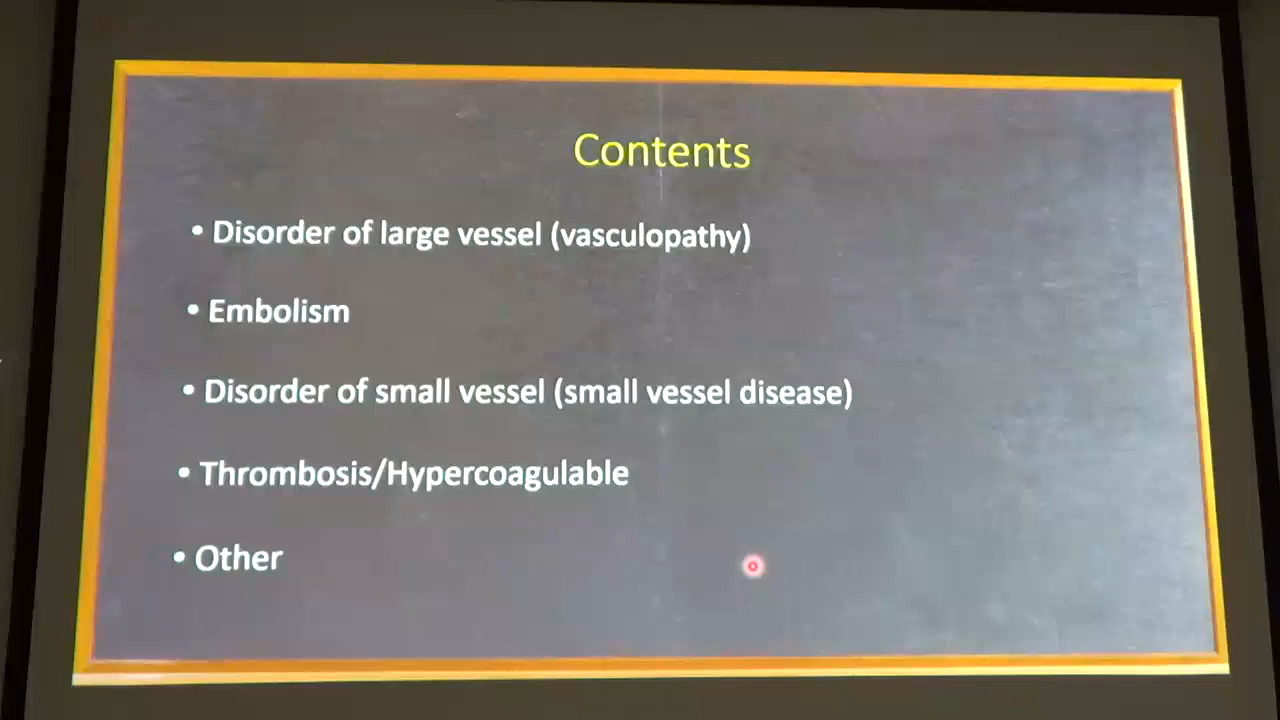 Contents
• Disorder of large vessel (vasculopathy)
• Embolism
• Disorder of small vessel (small vessel disease)
• Thrombosis/Hypercoagulable
• Other